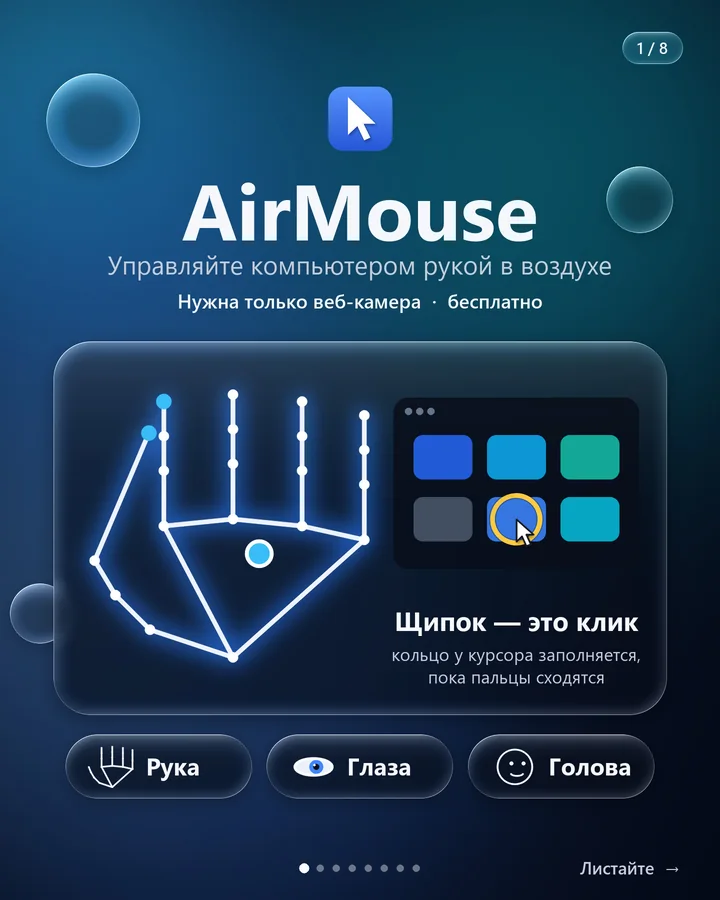 1 / 8
AirMouse
Управляйте компьютером рукой в воздухе
Нужна только веб-камера · бесплатно
Щипок — это клик
кольцо у курсора заполняется,
пока пальцы сходятся
Рука
Глаза
Голова
Листайте →